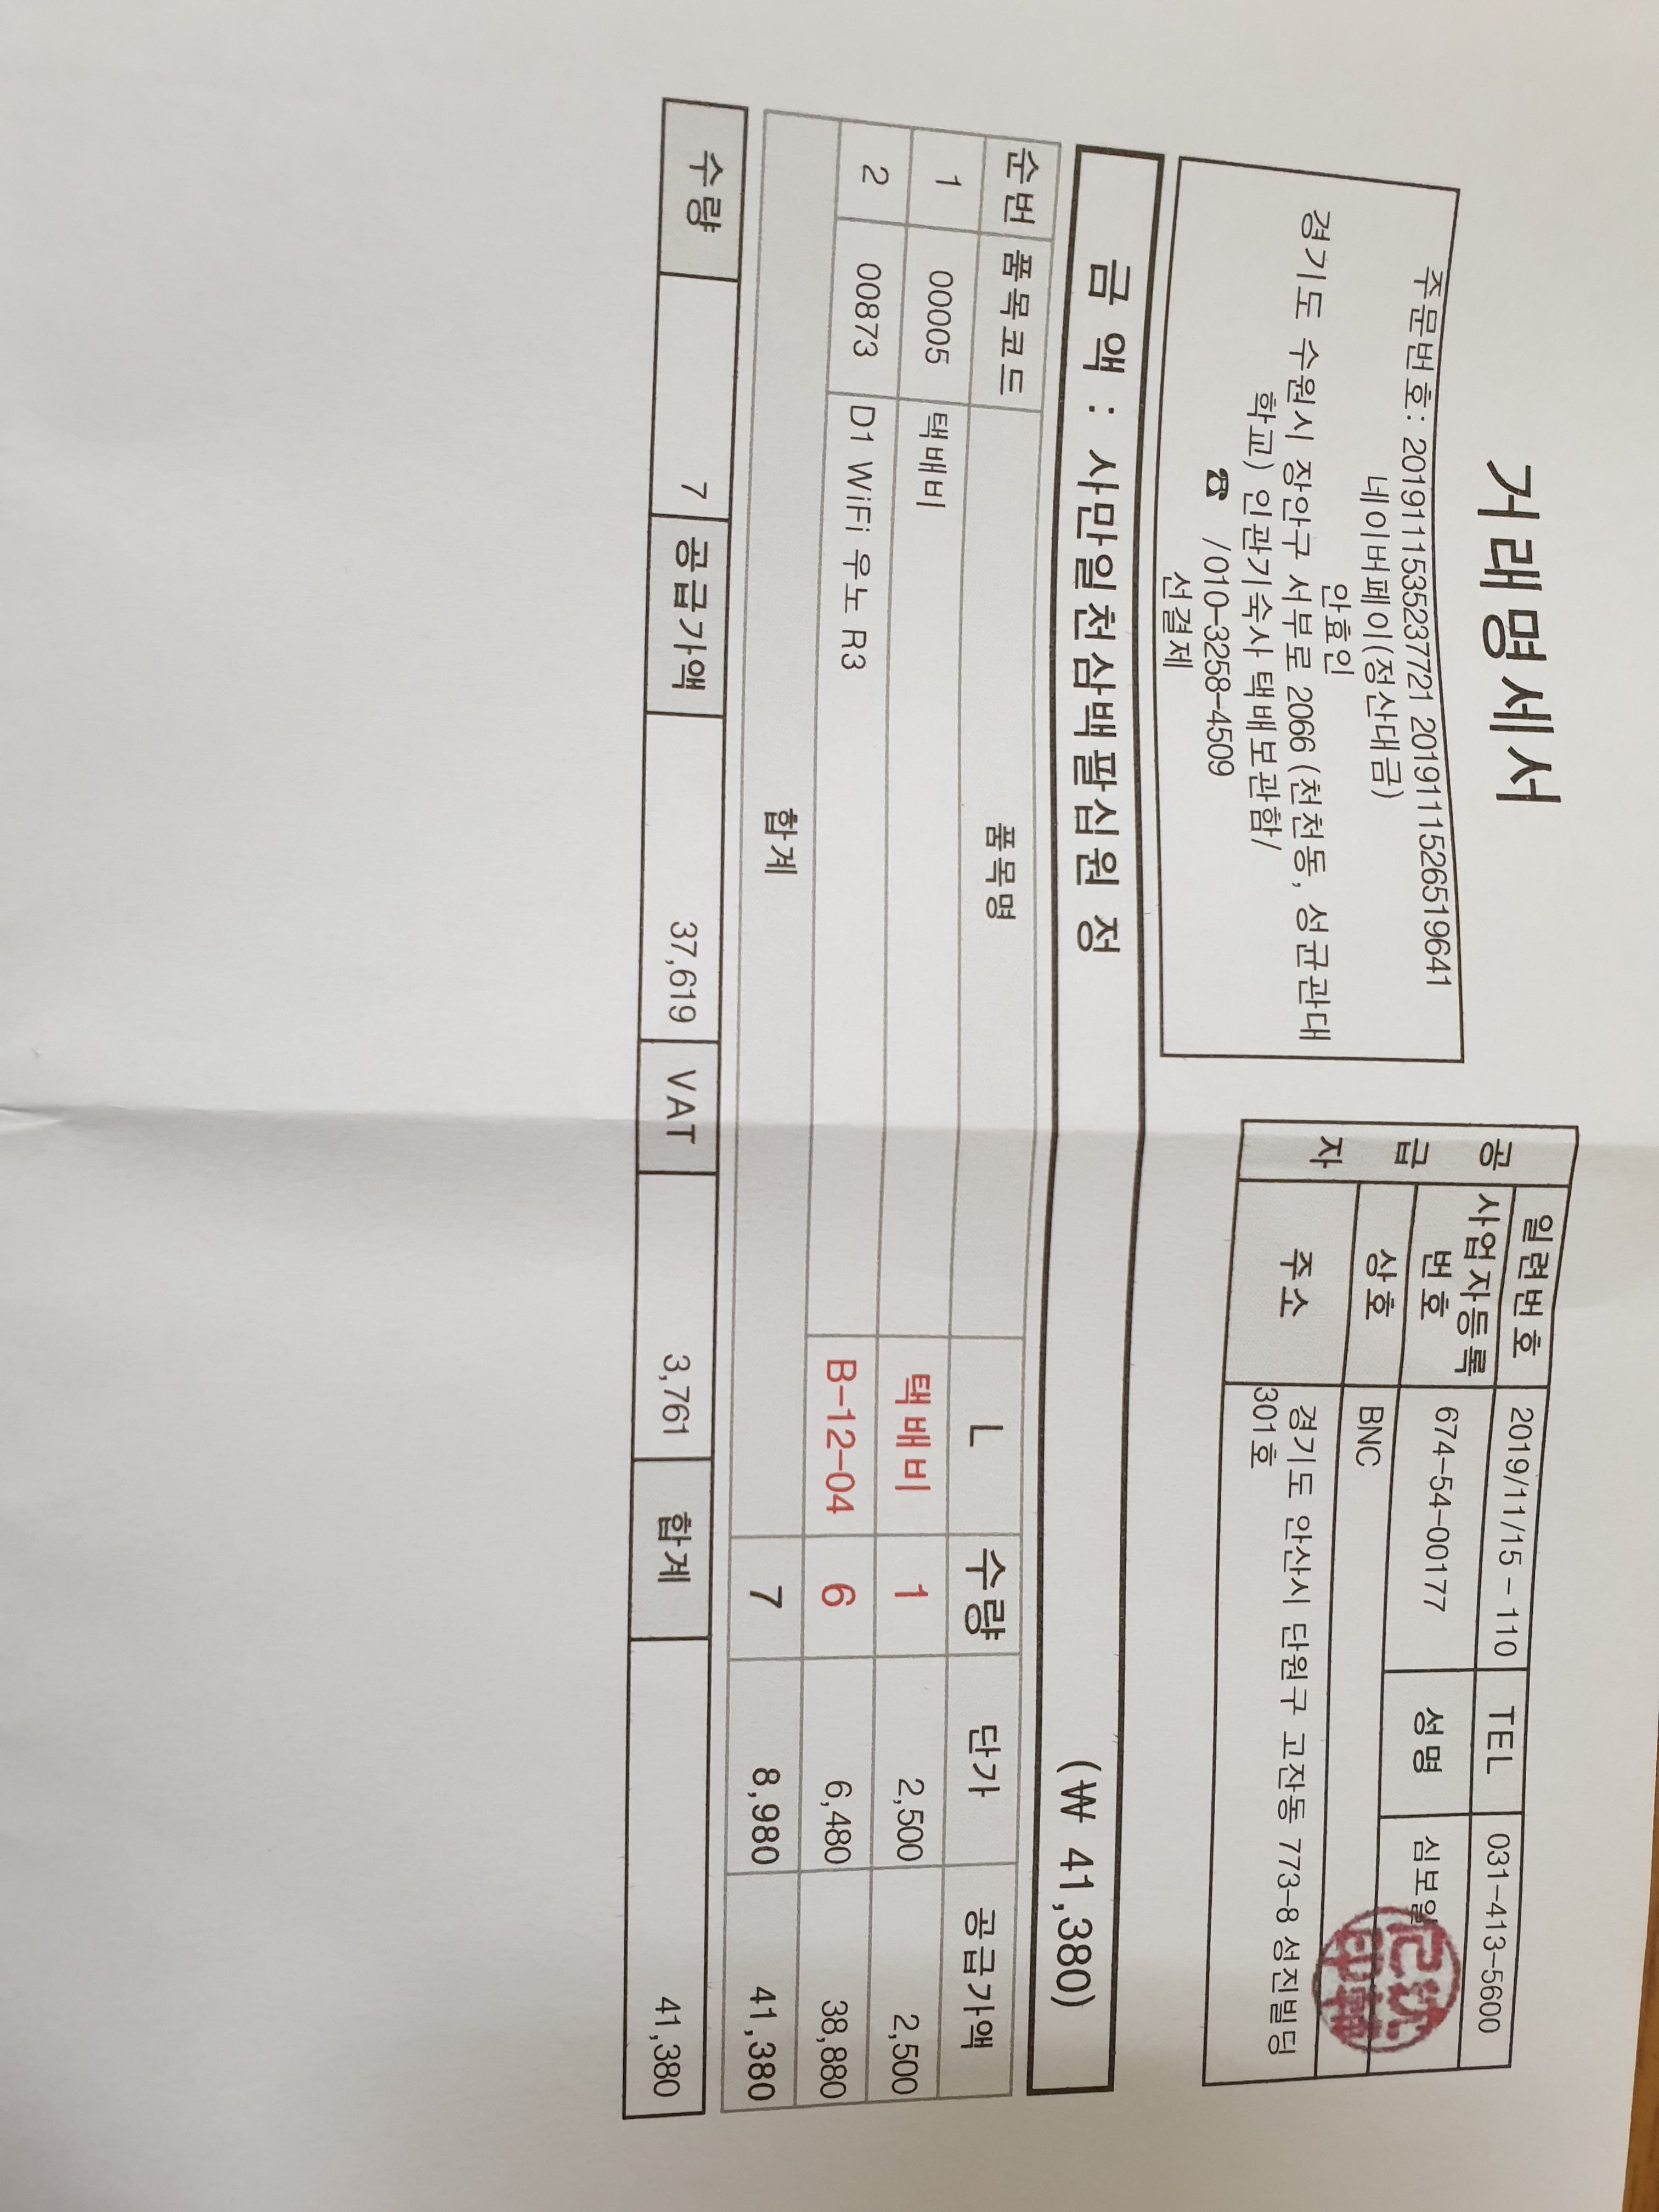 거래명세서
주문번호: 2019111535237721 2019111526519641
네이버페이(정산대금)
안효인
경기도 수원시 장안구 서부로 2066 (천천동, 성균관대
학교) 인관기숙사 택배보관함/
☎ /010-3258-4509
선결제
공급자
일련번호 2019/11/15 - 110 TEL 031-413-5600
사업자등록번호 674-54-00177 성명 심보일
상호 BNC
주소 경기도 안산시 단원구 고잔동 773-8 성진빌딩
301호
금 액 : 사만일천삼백팔십원 정 (₩ 41,380)
순번 품목코드 품목명 L 수량 단가 공급가액
1 00005 택배비 택배비 1 2,500 2,500
2 00873 D1 WiFi 우노 R3 B-12-04 6 6,480 38,880
합계 7 8,980 41,380
수량 7 공급가액 37,619 VAT 3,761 합계 41,380